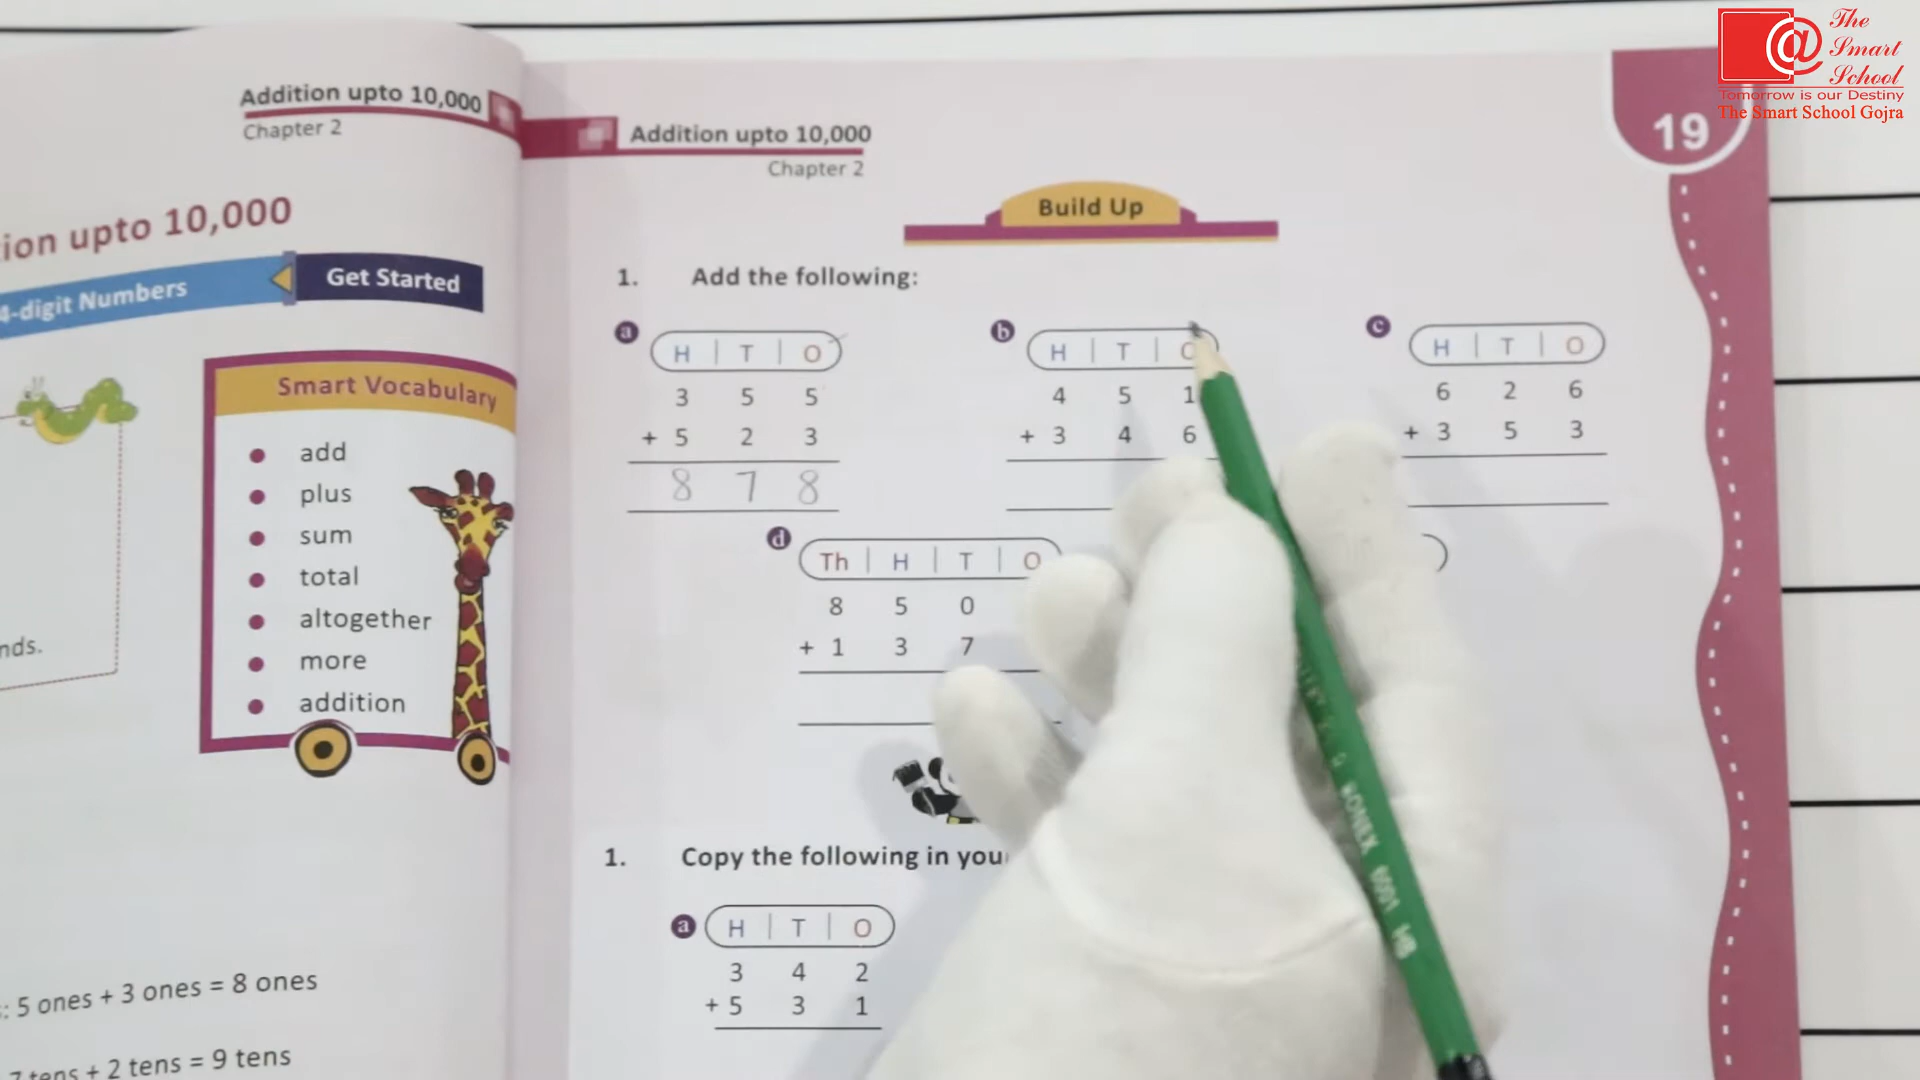 Addition upto 10,000
Chapter 2
ion upto 10,000
4-digit Numbers
Get Started
Smart Vocabulary
add
plus
sum
total
altogether
more
addition
nds.
: 5 ones + 3 ones = 8 ones
7 tens + 2 tens = 9 tens
Addition upto 10,000
Chapter 2
19
Build Up
1. Add the following:
a H | T | O
3 5 5
+ 5 2 3
8 7 8
b H | T | O
4 5 1
+ 3 4 6
c H | T | O
6 2 6
+ 3 5 3
d Th | H | T | O
8 5 0
+ 1 3 7
1. Copy the following in you
a H | T | O
3 4 2
+ 5 3 1
BONEX 6001 HB
@ The Smart School
Tomorrow is our Destiny
The Smart School Gojra